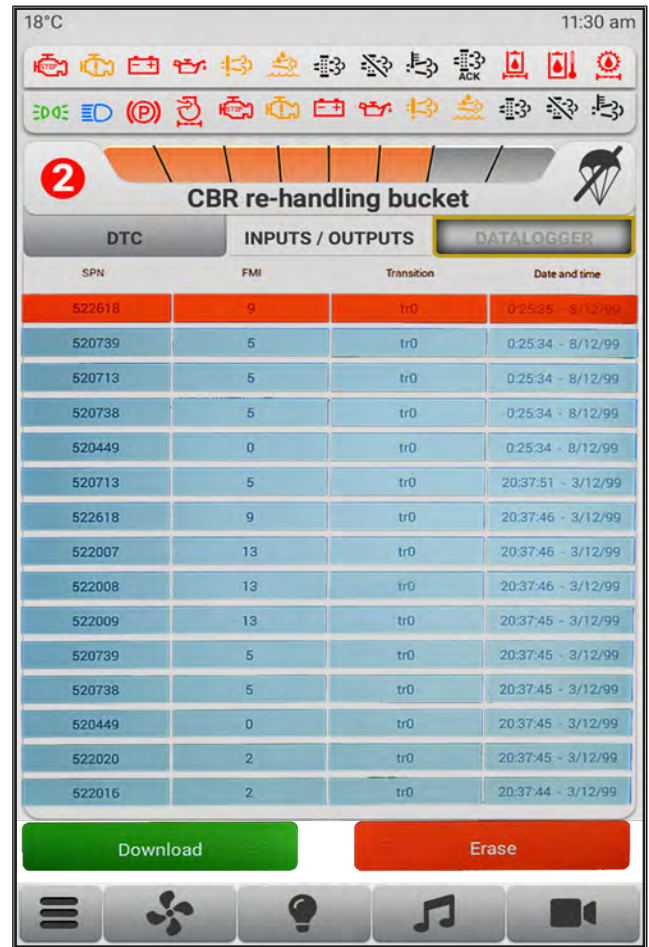 18°C 11:30 am
STOP
ACK
(P) STOP
2
CBR re-handling bucket
DTC INPUTS / OUTPUTS DATALOGGER
SPN FMI Transition Date and time
522618 9 tr0 0:25:35 - 8/12/99
520739 5 tr0 0:25:34 - 8/12/99
520713 5 tr0 0:25:34 - 8/12/99
520738 5 tr0 0:25:34 - 8/12/99
520449 0 tr0 0:25:34 - 8/12/99
520713 5 tr0 20:37:51 - 3/12/99
522618 9 tr0 20:37:46 - 3/12/99
522007 13 tr0 20:37:46 - 3/12/99
522008 13 tr0 20:37:46 - 3/12/99
522009 13 tr0 20:37:45 - 3/12/99
520739 5 tr0 20:37:45 - 3/12/99
520738 5 tr0 20:37:45 - 3/12/99
520449 0 tr0 20:37:45 - 3/12/99
522020 2 tr0 20:37:45 - 3/12/99
522016 2 tr0 20:37:44 - 3/12/99
Download Erase